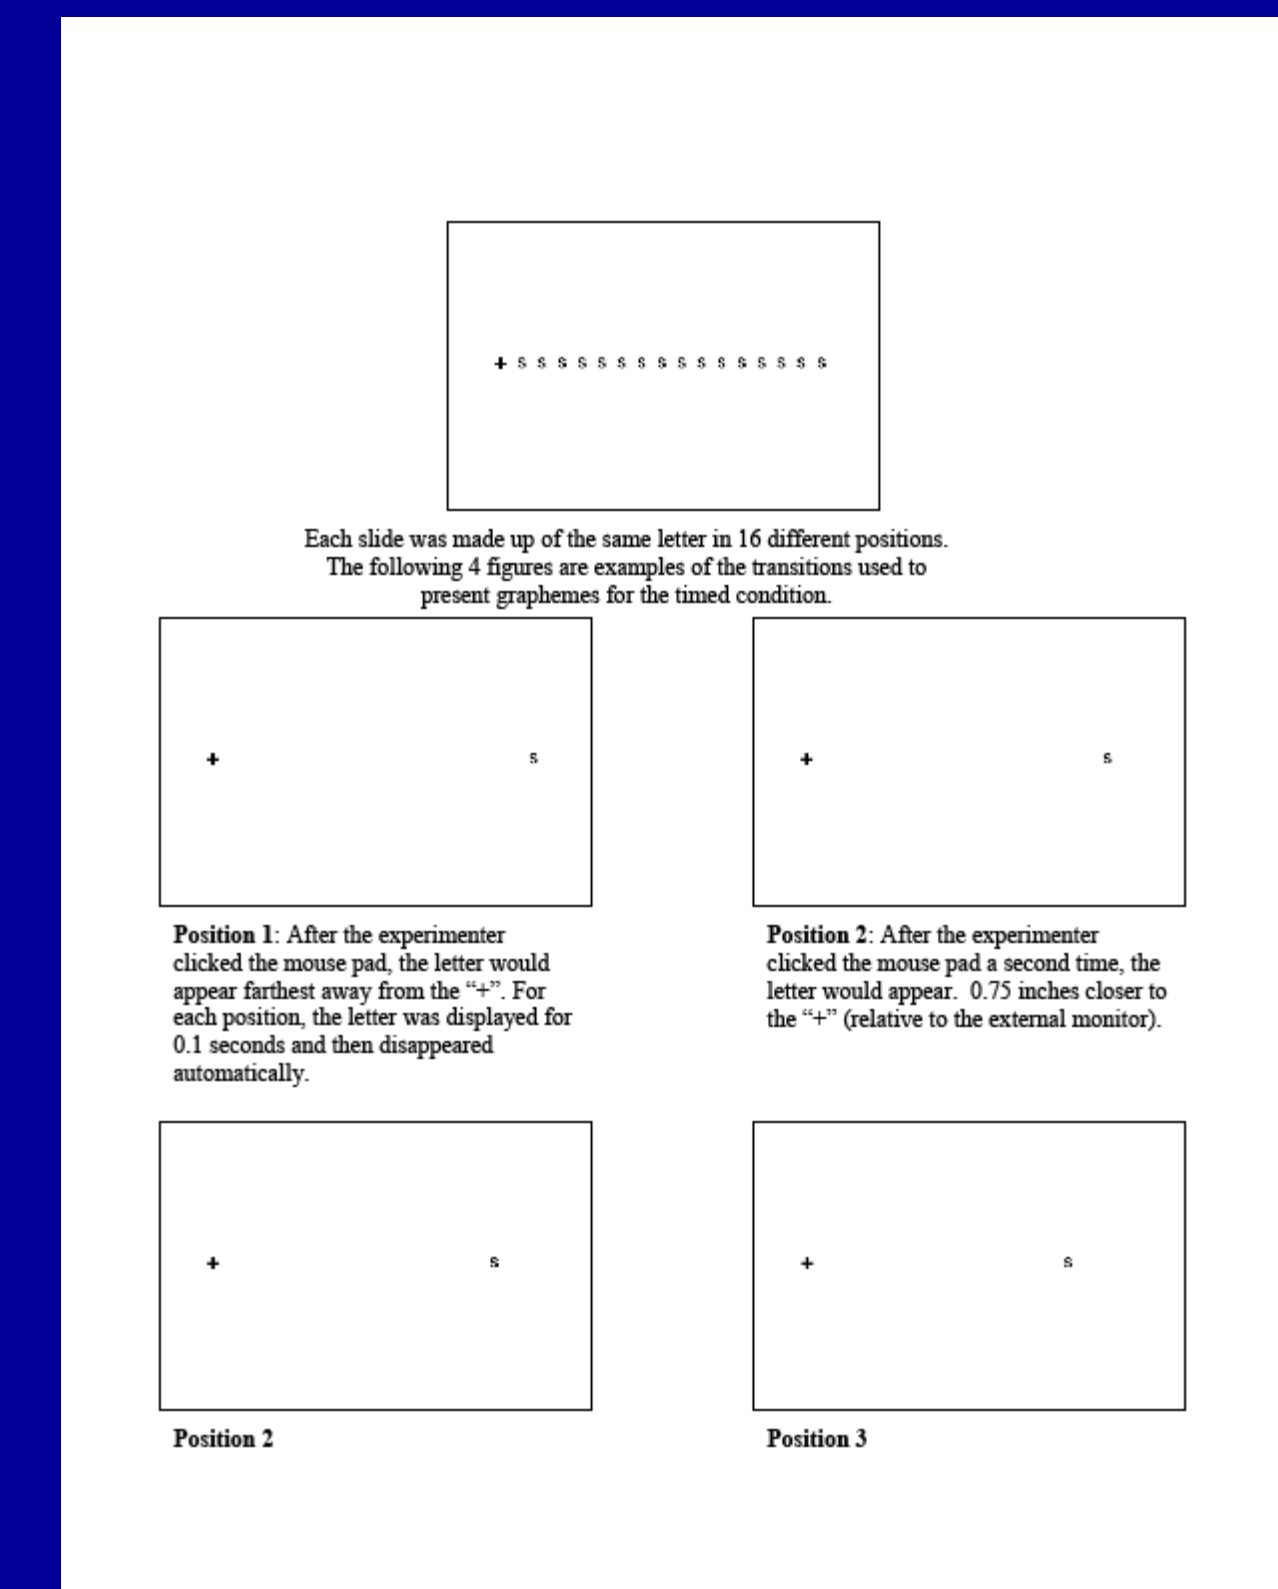 + s s s s s s s s s s s s s s s s
Each slide was made up of the same letter in 16 different positions.
The following 4 figures are examples of the transitions used to
present graphemes for the timed condition.
+ s
+ s
Position 1: After the experimenter
clicked the mouse pad, the letter would
appear farthest away from the “+”. For
each position, the letter was displayed for
0.1 seconds and then disappeared
automatically.
Position 2: After the experimenter
clicked the mouse pad a second time, the
letter would appear.  0.75 inches closer to
the “+” (relative to the external monitor).
+ s
+ s
Position 2
Position 3